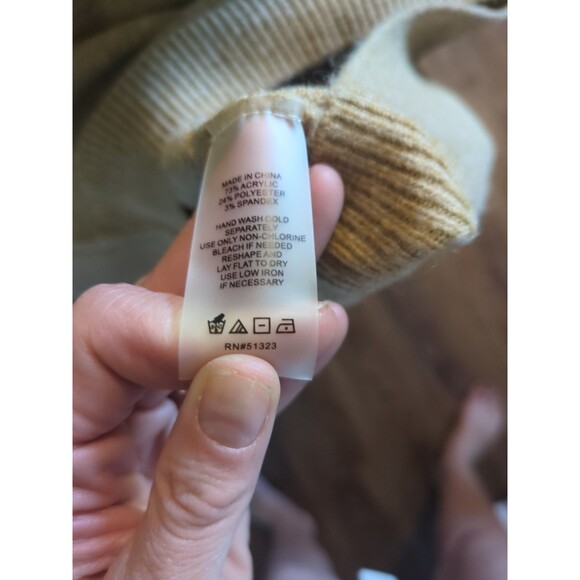 MADE IN CHINA
73% ACRYLIC
24% POLYEETER
3% SPANDEX
HAND WASH COLD
SEPARATELY
USE ONLY NON-CHLORINE
BLEACH IF NEEDED
RESHAPE AND
LAY FLAT TO DRY
USE LOW IRON
IF NECESSARY
RN#51323